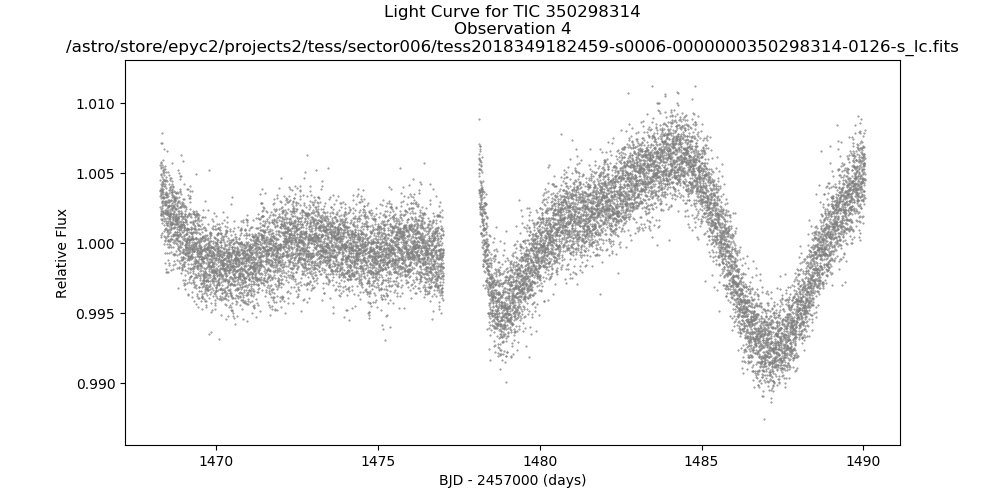 Light Curve for TIC 350298314
Observation 4
/astro/store/epyc2/projects2/tess/sector006/tess2018349182459-s0006-0000000350298314-0126-s_lc.fits
1.010
1.005
1.000
0.995
0.990
Relative Flux
1470
1475
1480
1485
1490
BJD - 2457000 (days)